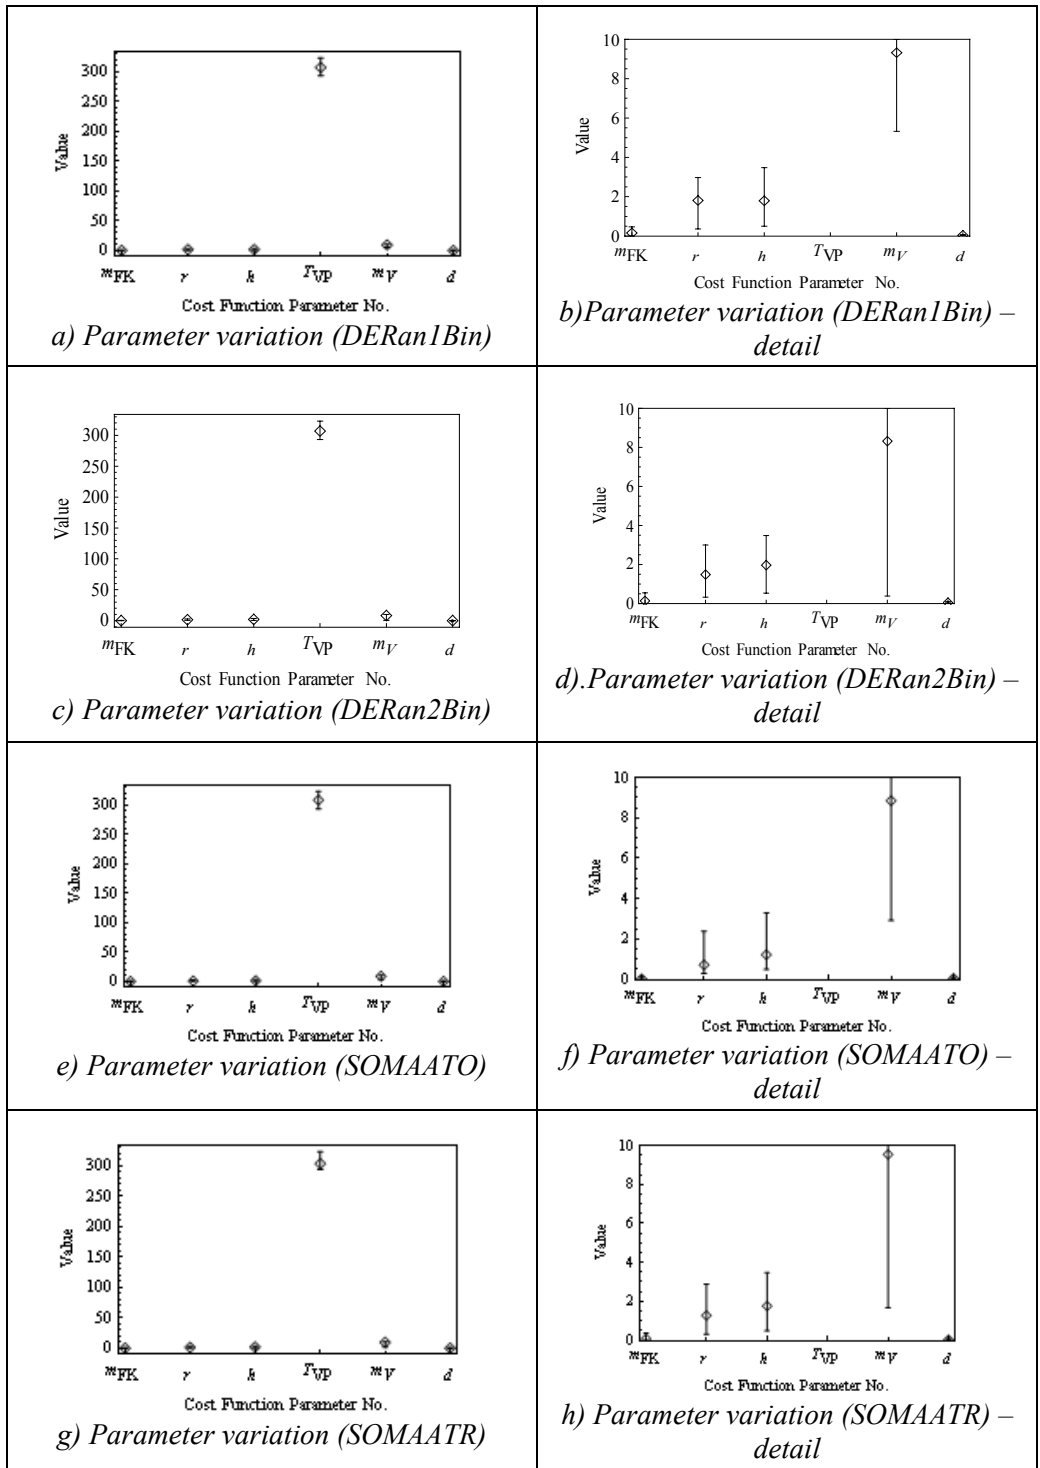 300
250
200
150
100
50
0
Value
mFK r h TVP mV d
Cost Function Parameter No.
a) Parameter variation (DERan1Bin)
10
8
6
4
2
0
Value
mFK r h TVP mV d
Cost Function Parameter No.
b)Parameter variation (DERan1Bin) –
detail
300
250
200
150
100
50
0
Value
mFK r h TVP mV d
Cost Function Parameter No.
c) Parameter variation (DERan2Bin)
10
8
6
4
2
0
Value
mFK r h TVP mV d
Cost Function Parameter No.
d).Parameter variation (DERan2Bin) –
detail
300
250
200
150
100
50
0
Value
mFK r h TVP mV d
Cost Function Parameter No.
e) Parameter variation (SOMAATO)
10
8
6
4
2
0
Value
mFK r h TVP mV d
Cost Function Parameter No.
f) Parameter variation (SOMAATO) –
detail
300
250
200
150
100
50
0
Value
mFK r h TVP mV d
Cost Function Parameter No.
g) Parameter variation (SOMAATR)
10
8
6
4
2
0
Value
mFK r h TVP mV d
Cost Function Parameter No.
h) Parameter variation (SOMAATR) –
detail